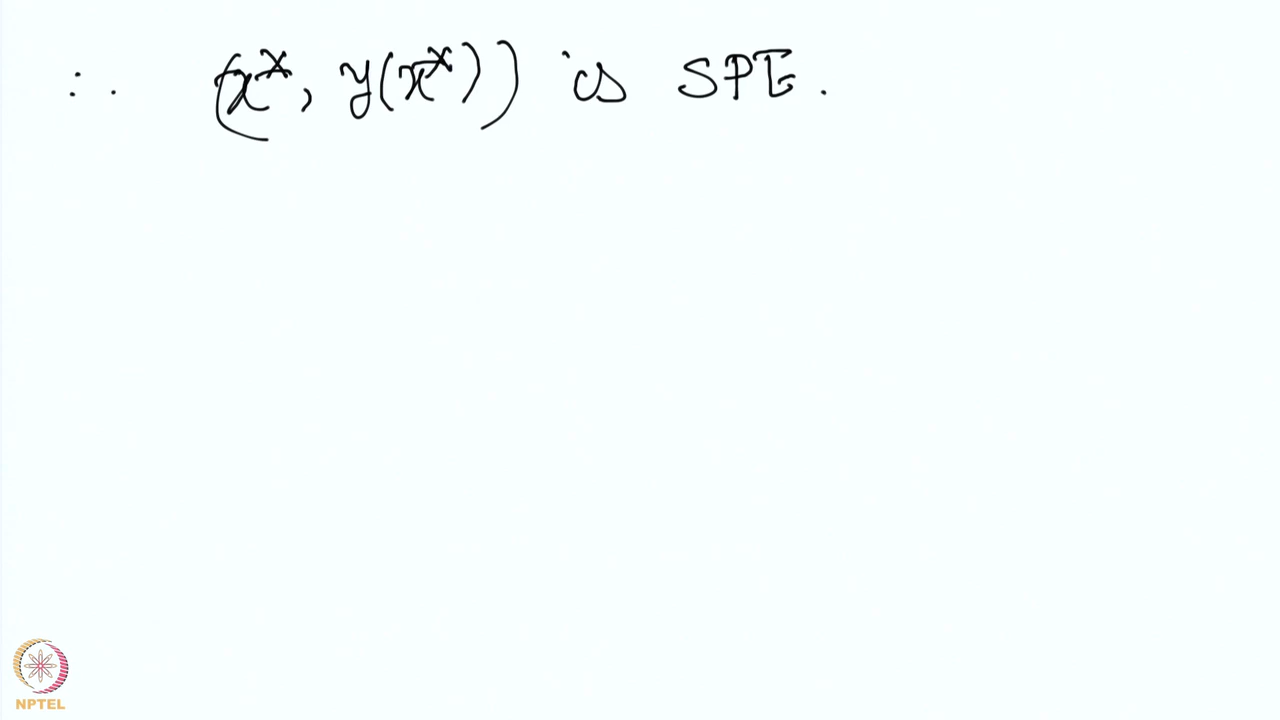 ∴ (x*, y(x*)) is SPE.
NPTEL